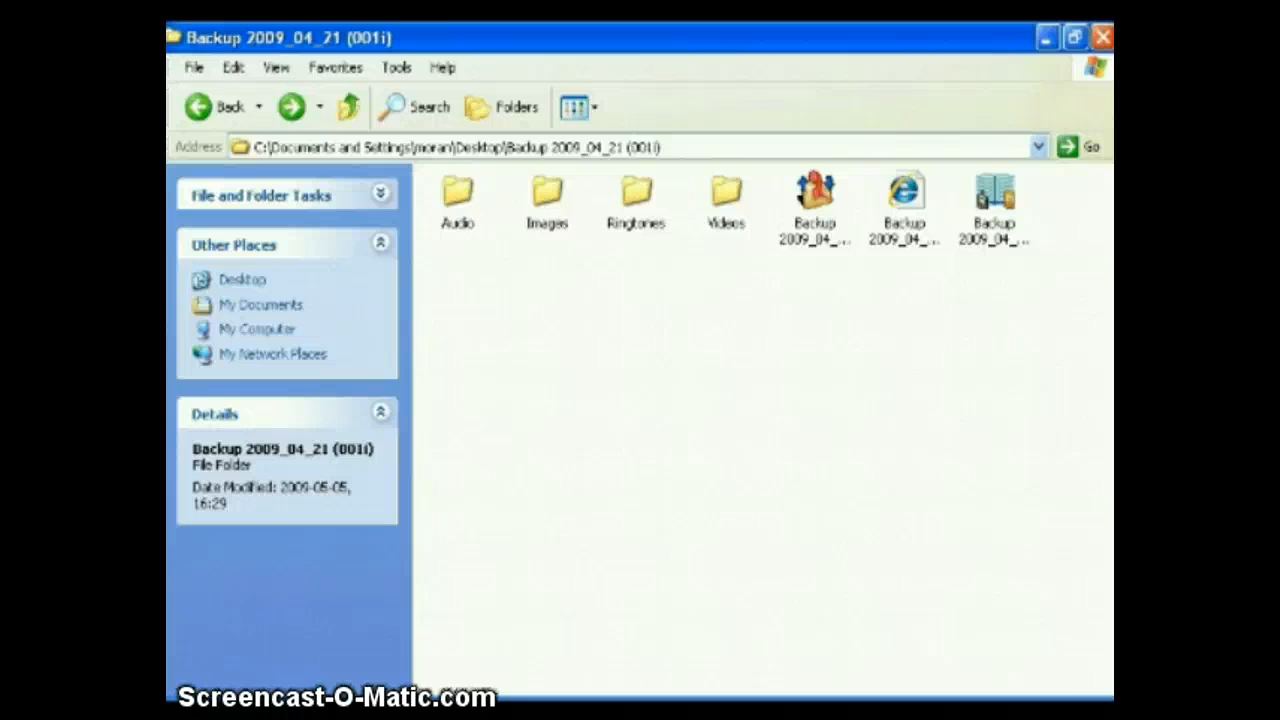 Backup 2009_04_21 (001i)
File Edit View Favorites Tools Help
Back Search Folders
Address C:\Documents and Settings\moran\Desktop\Backup 2009_04_21 (001i) Go
File and Folder Tasks
Other Places
Desktop
My Documents
My Computer
My Network Places
Details
Backup 2009_04_21 (001i)
File Folder
Date Modified: 2009-05-05,
16:29
Audio Images Ringtones Videos Backup Backup Backup
2009_04_... 2009_04_... 2009_04_...
Screencast-O-Matic.com